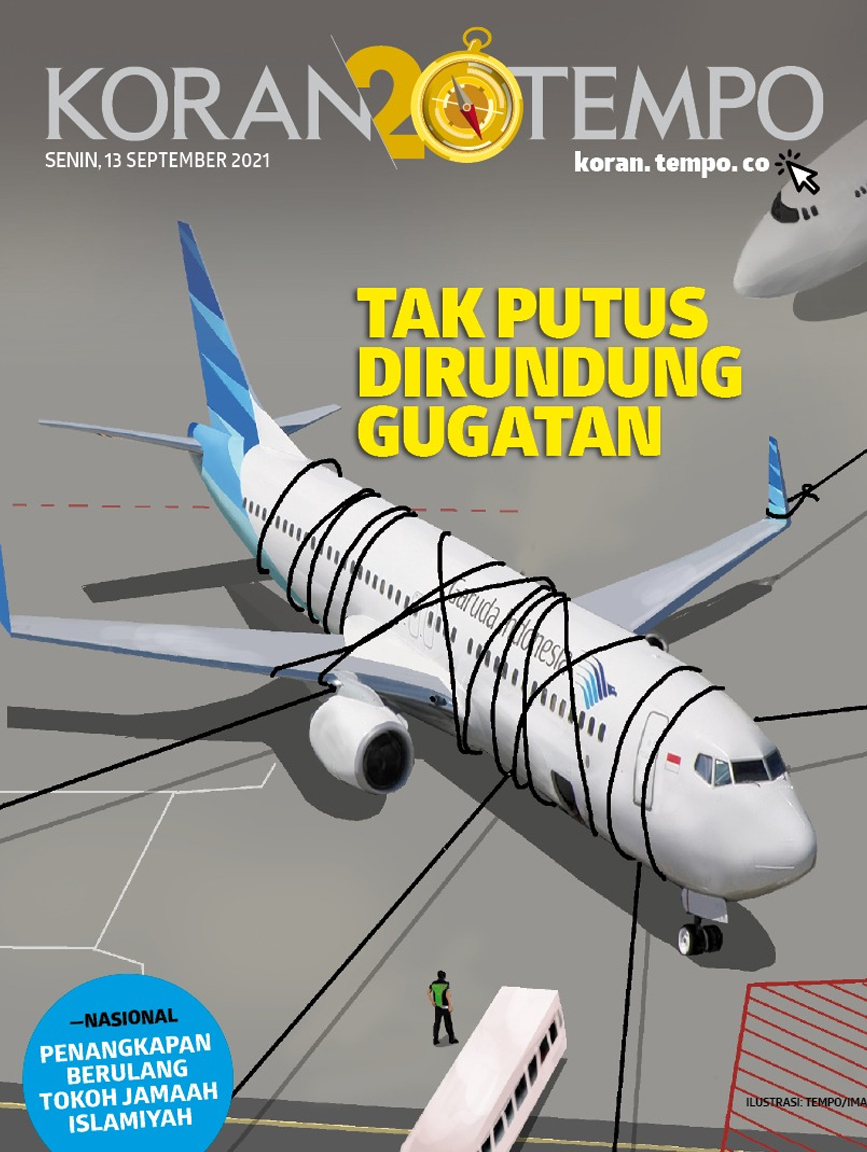 KORAN 20 TEMPO
SENIN, 13 SEPTEMBER 2021
koran. tempo. co
TAK PUTUS
DIRUNDUNG
GUGATAN
Garuda Indonesia
—NASIONAL
PENANGKAPAN
BERULANG
TOKOH JAMAAH
ISLAMIYAH
ILUSTRASI: TEMPO/IMA